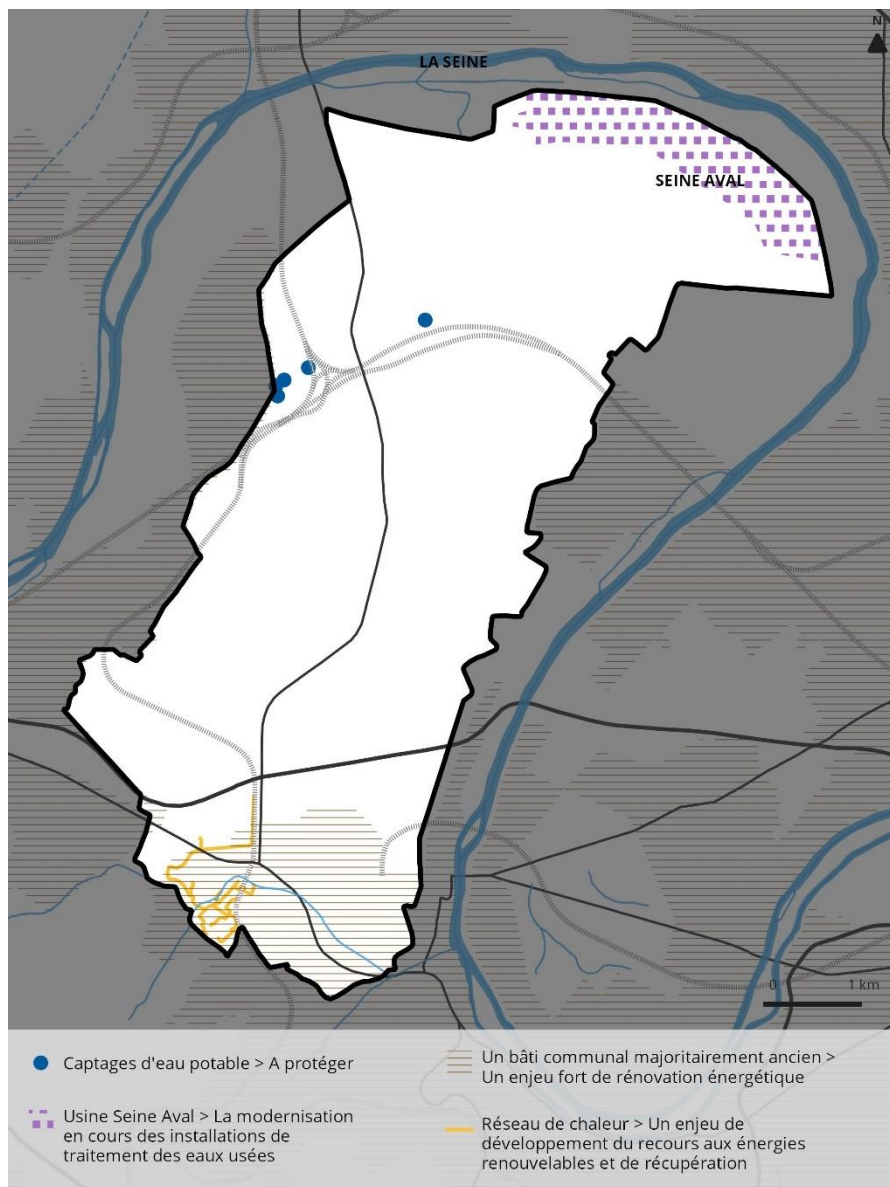 N
LA SEINE
SEINE AVAL
0 1 km
Captages d'eau potable > A protéger
Usine Seine Aval > La modernisation
en cours des installations de
traitement des eaux usées
Un bâti communal majoritairement ancien >
Un enjeu fort de rénovation énergétique
Réseau de chaleur > Un enjeu de
développement du recours aux énergies
renouvelables et de récupération